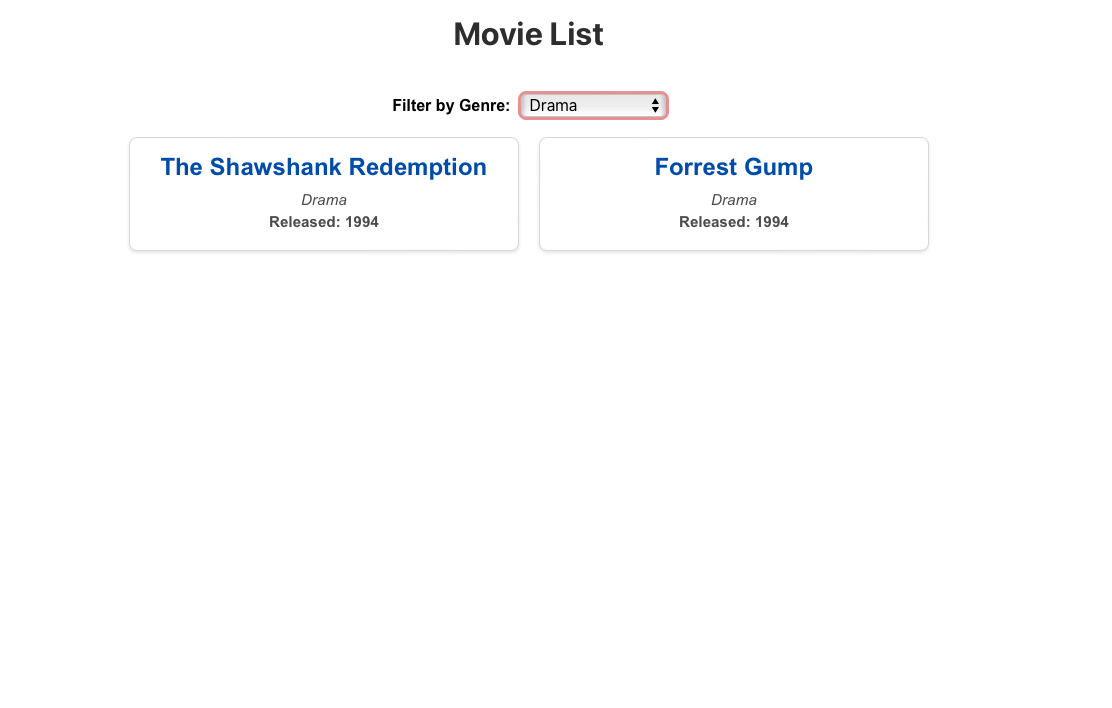 Movie List
Filter by Genre: Drama
The Shawshank Redemption
Drama
Released: 1994
Forrest Gump
Drama
Released: 1994